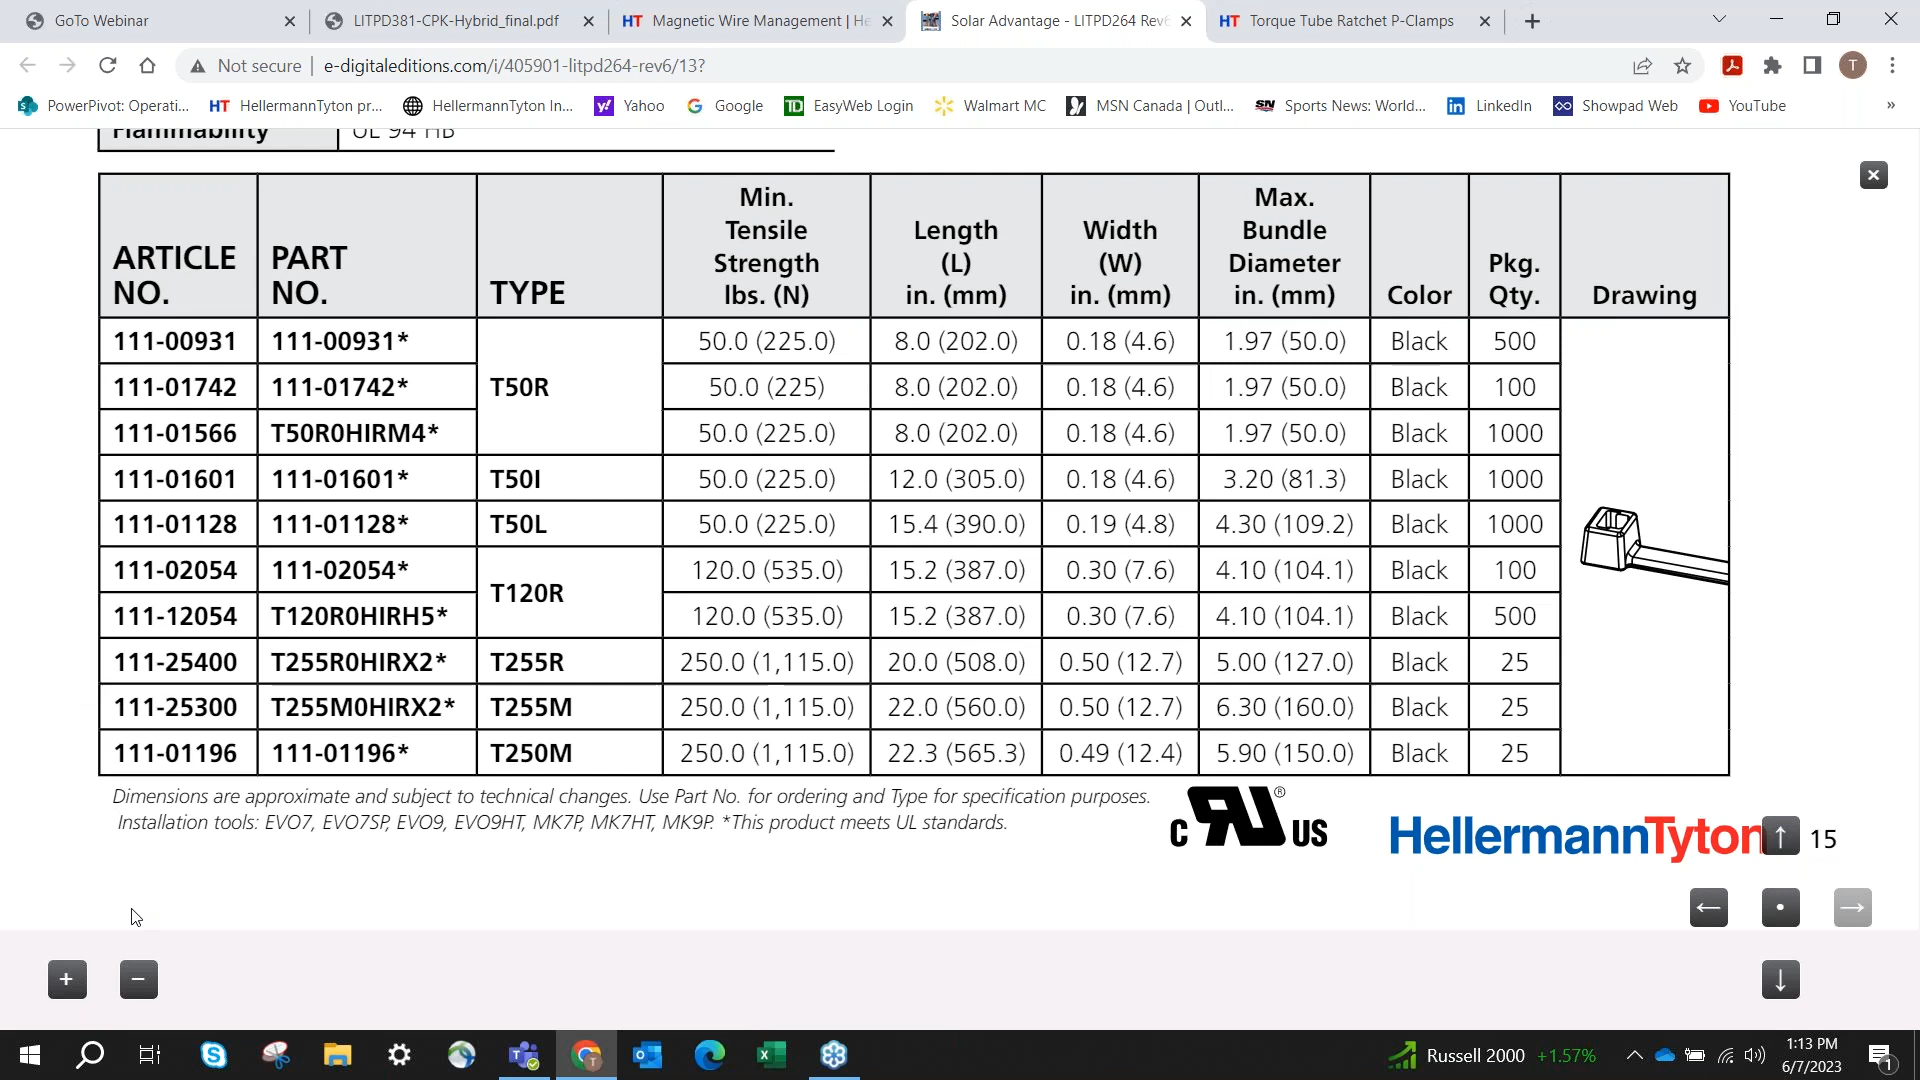 GoTo Webinar
LITPD381-CPK-Hybrid_final.pdf
HT Magnetic Wire Management | He
Solar Advantage - LITPD264 Rev6
HT Torque Tube Ratchet P-Clamps
Not secure | e-digitaleditions.com/i/405901-litpd264-rev6/13?
T
PowerPivot: Operati...
HT HellermannTyton pr...
HellermannTyton In...
Yahoo
Google
EasyWeb Login
Walmart MC
MSN Canada | Outl...
Sports News: World...
LinkedIn
Showpad Web
YouTube
»
Flammability UL 94 HB
ARTICLE NO.
PART NO.
TYPE
Min. Tensile Strength lbs. (N)
Length (L) in. (mm)
Width (W) in. (mm)
Max. Bundle Diameter in. (mm)
Color
Pkg. Qty.
Drawing
111-00931 111-00931* 50.0 (225.0) 8.0 (202.0) 0.18 (4.6) 1.97 (50.0) Black 500
111-01742 111-01742* T50R 50.0 (225) 8.0 (202.0) 0.18 (4.6) 1.97 (50.0) Black 100
111-01566 T50R0HIRM4* 50.0 (225.0) 8.0 (202.0) 0.18 (4.6) 1.97 (50.0) Black 1000
111-01601 111-01601* T50I 50.0 (225.0) 12.0 (305.0) 0.18 (4.6) 3.20 (81.3) Black 1000
111-01128 111-01128* T50L 50.0 (225.0) 15.4 (390.0) 0.19 (4.8) 4.30 (109.2) Black 1000
111-02054 111-02054* T120R 120.0 (535.0) 15.2 (387.0) 0.30 (7.6) 4.10 (104.1) Black 100
111-12054 T120R0HIRH5* 120.0 (535.0) 15.2 (387.0) 0.30 (7.6) 4.10 (104.1) Black 500
111-25400 T255R0HIRX2* T255R 250.0 (1,115.0) 20.0 (508.0) 0.50 (12.7) 5.00 (127.0) Black 25
111-25300 T255M0HIRX2* T255M 250.0 (1,115.0) 22.0 (560.0) 0.50 (12.7) 6.30 (160.0) Black 25
111-01196 111-01196* T250M 250.0 (1,115.0) 22.3 (565.3) 0.49 (12.4) 5.90 (150.0) Black 25
Dimensions are approximate and subject to technical changes. Use Part No. for ordering and Type for specification purposes.
Installation tools: EVO7, EVO7SP, EVO9, EVO9HT, MK7P, MK7HT, MK9P. *This product meets UL standards.
c RU ® US
HellermannTyton
15
Russell 2000 +1.57%
1:13 PM
6/7/2023
1